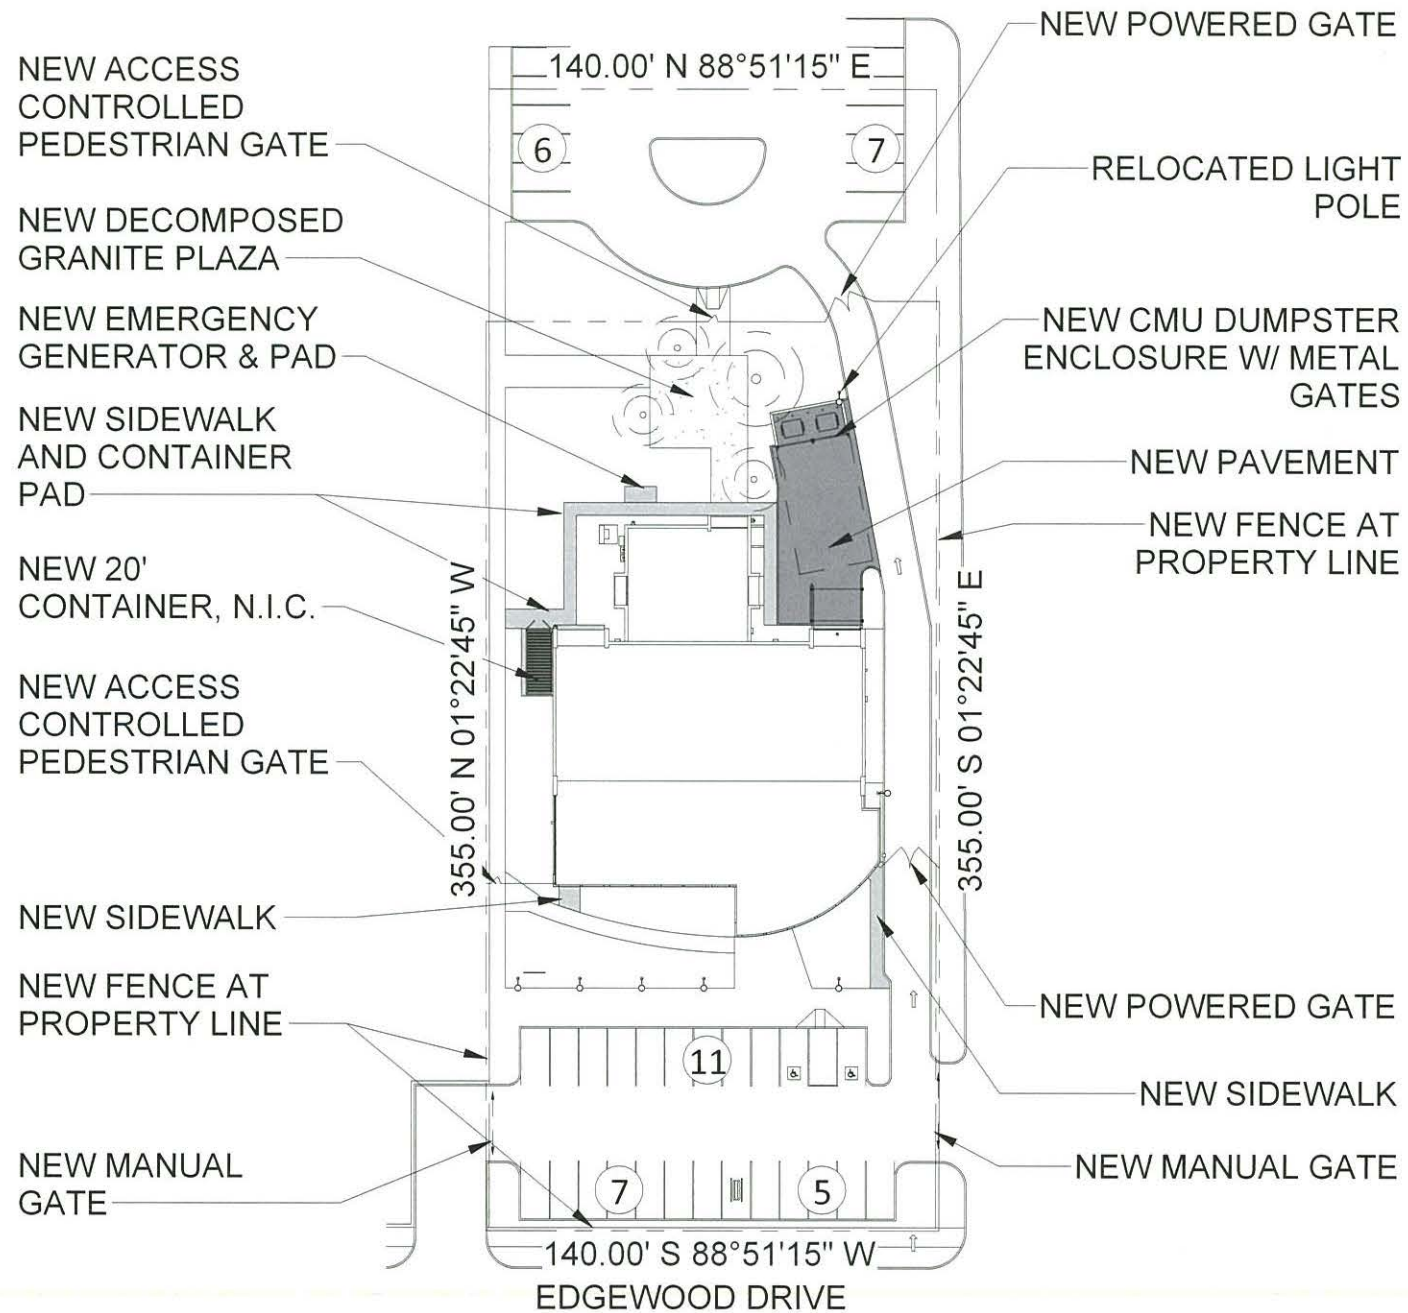 NEW POWERED GATE
140.00' N 88°51'15" E
NEW ACCESS
CONTROLLED
PEDESTRIAN GATE
6
7
RELOCATED LIGHT
POLE
NEW DECOMPOSED
GRANITE PLAZA
NEW EMERGENCY
GENERATOR & PAD
NEW CMU DUMPSTER
ENCLOSURE W/ METAL
GATES
NEW SIDEWALK
AND CONTAINER
PAD
NEW PAVEMENT
NEW FENCE AT
PROPERTY LINE
NEW 20'
CONTAINER, N.I.C.
355.00' N 01°22'45" W
355.00' S 01°22'45" E
NEW ACCESS
CONTROLLED
PEDESTRIAN GATE
NEW SIDEWALK
NEW FENCE AT
PROPERTY LINE
NEW POWERED GATE
11
NEW SIDEWALK
NEW MANUAL
GATE
7
5
NEW MANUAL GATE
140.00' S 88°51'15" W
EDGEWOOD DRIVE